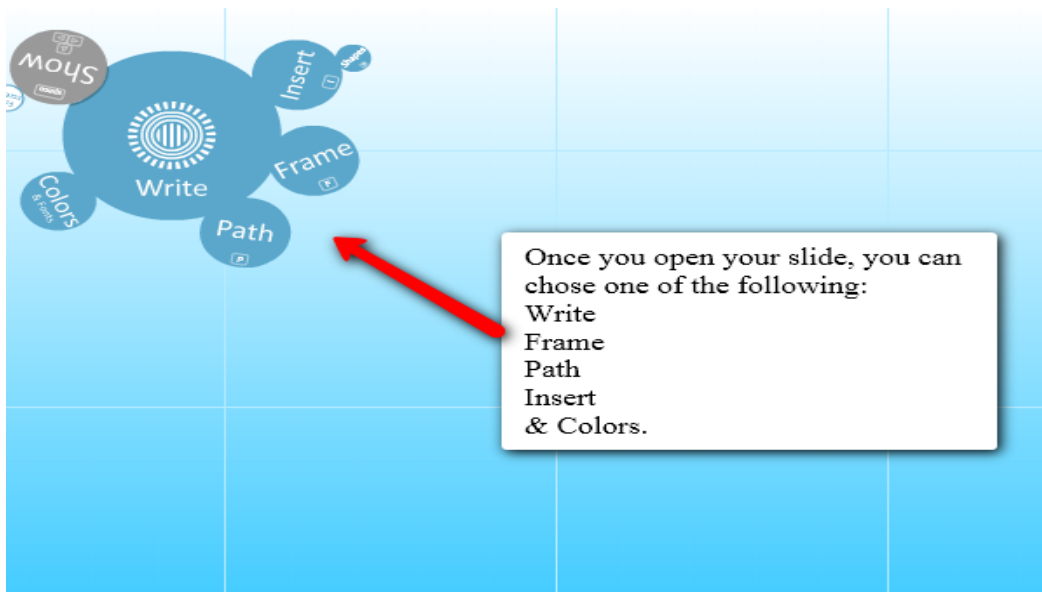 Show
Insert
I
Shapes
Frame
F
Write
Colors
& Fonts
Path
P
Once you open your slide, you can
chose one of the following:
Write
Frame
Path
Insert
& Colors.